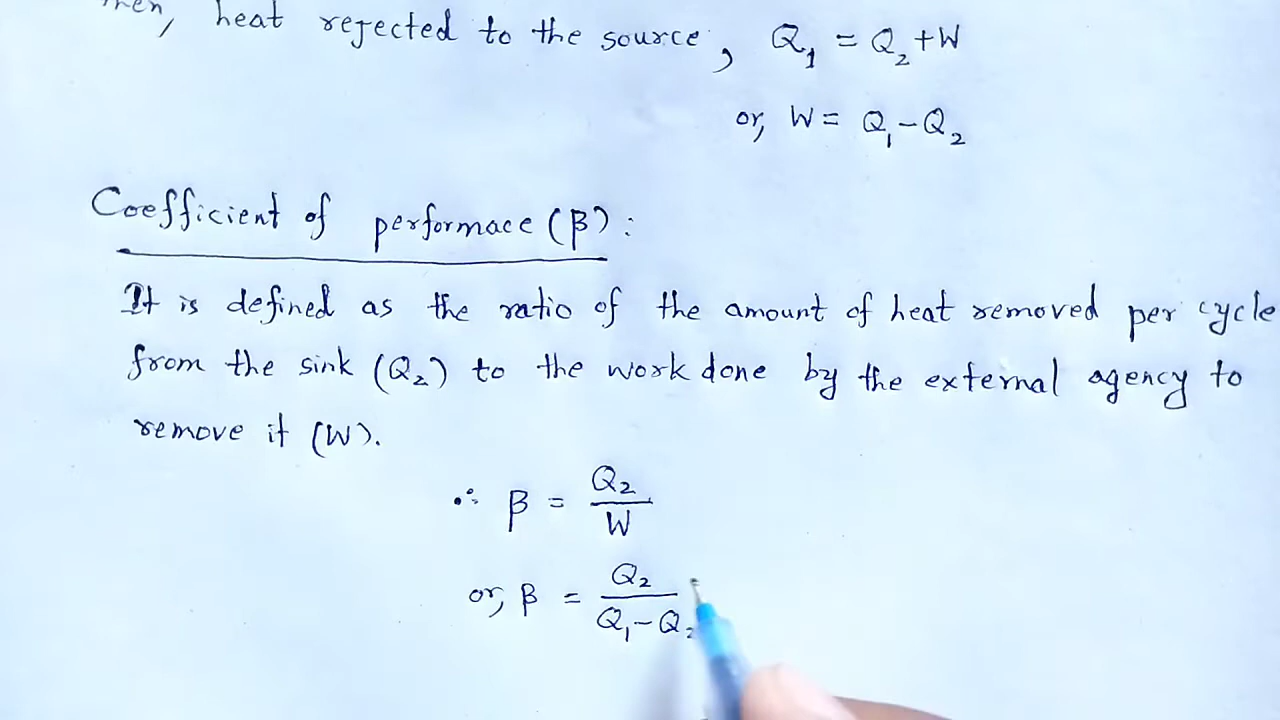 heat rejected to the source, Q₁ = Q₂+W
or, W = Q₁-Q₂
Coefficient of performace (β):
It is defined as the ratio of the amount of heat removed per cycle
from the sink (Q₂) to the work done by the external agency to
remove it (W).
∴ β = Q₂/W
or, β = Q₂/Q₁-Q₂